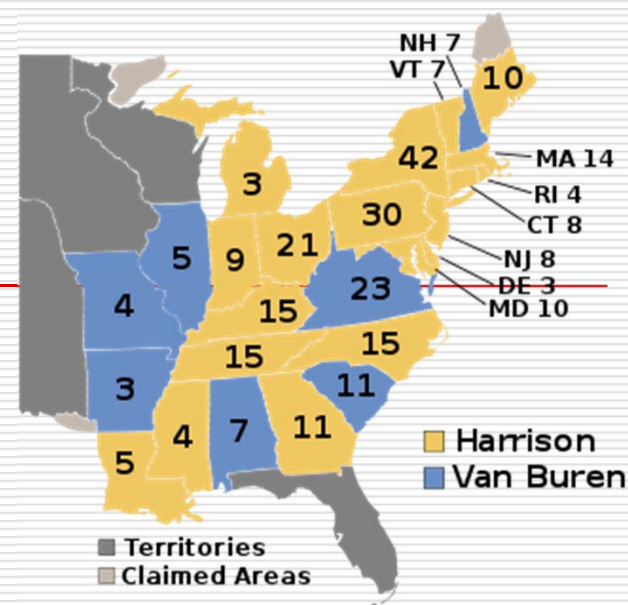 NH 7
VT 7
10
42
MA 14
3
RI 4
30
CT 8
5
9
21
NJ 8
DE 3
23
MD 10
4
15
15
15
3
11
4
7
11
5
Harrison
Van Buren
Territories
Claimed Areas